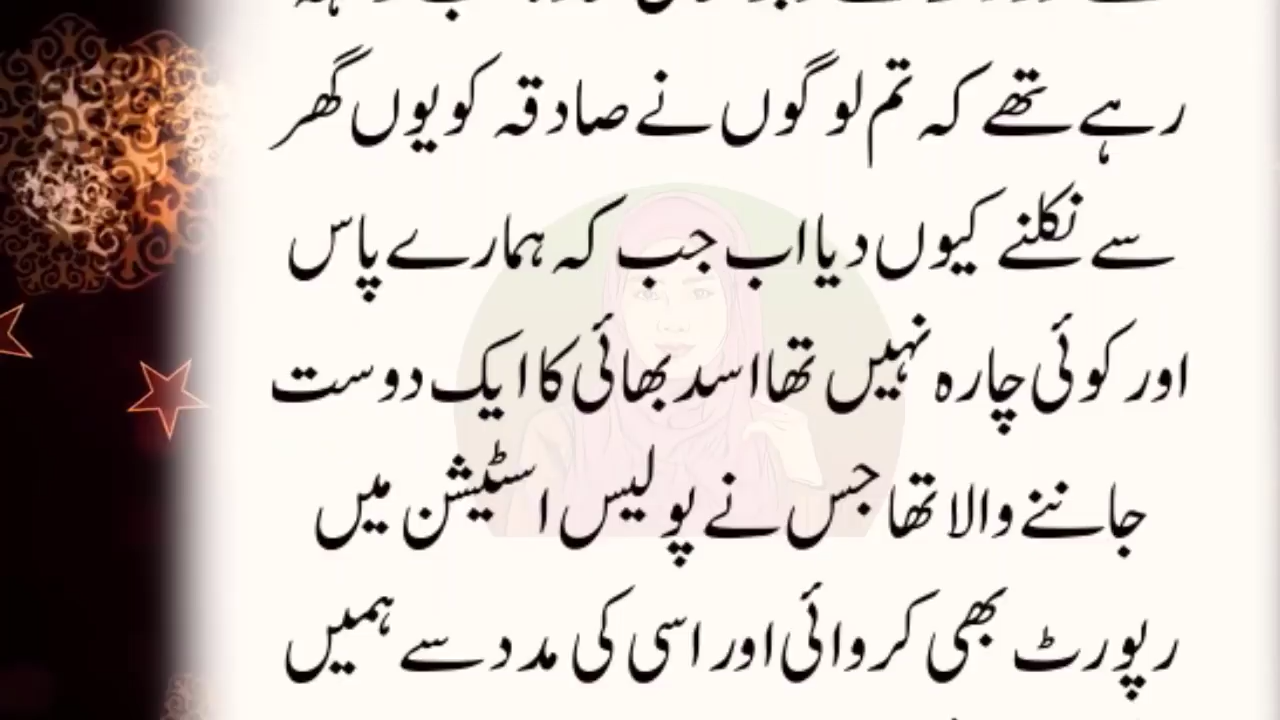 رہے تھے کہ تم لوگوں نے صادقہ کو یوں گھر
سے نکلنے کیوں دیا اب جب کہ ہمارے پاس
اور کوئی چارہ نہیں تھا اسد بھائی کا ایک دوست
جاننے والا تھا جس نے پولیس اسٹیشن میں
رپورٹ بھی کروائی اور اسی کی مدد سے ہمیں